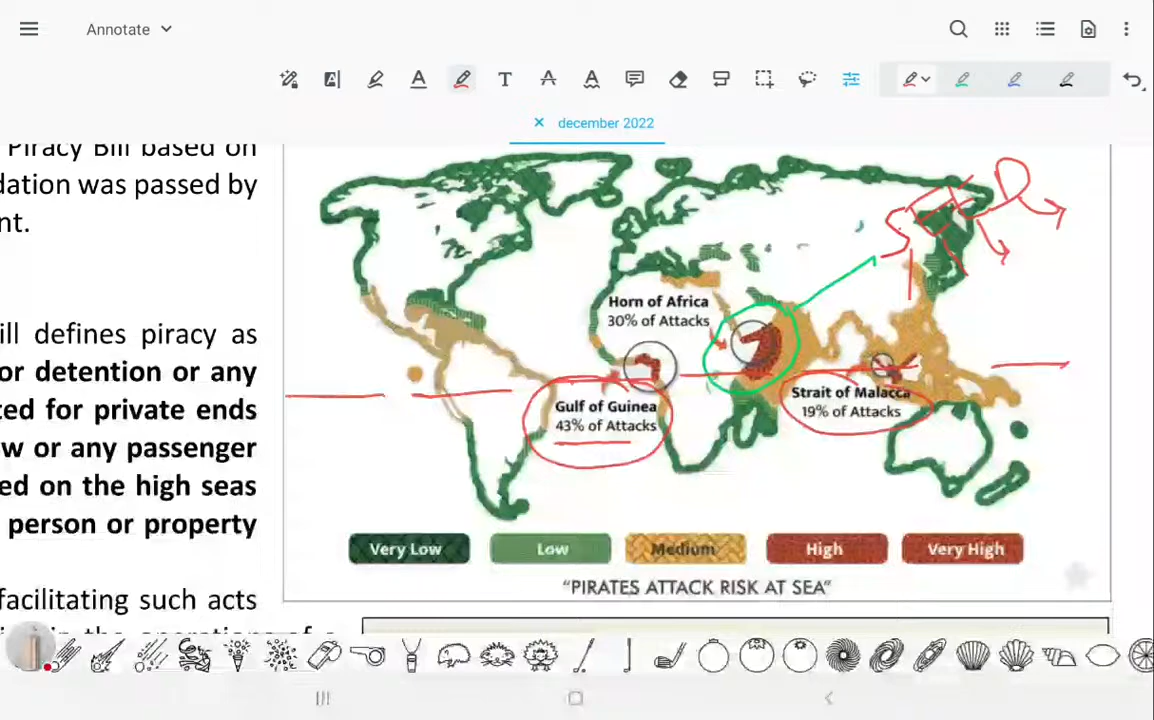 Annotate
december 2022
Piracy Bill based on
dation was passed by
nt.
ill defines piracy as
or detention or any
ted for private ends
w or any passenger
ed on the high seas
person or property
facilitating such acts
Horn of Africa
30% of Attacks
Gulf of Guinea
43% of Attacks
Strait of Malacca
19% of Attacks
Very Low
Low
Medium
High
Very High
"PIRATES ATTACK RISK AT SEA"